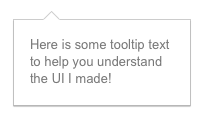 Here is some tooltip text
to help you understand
the UI I made!